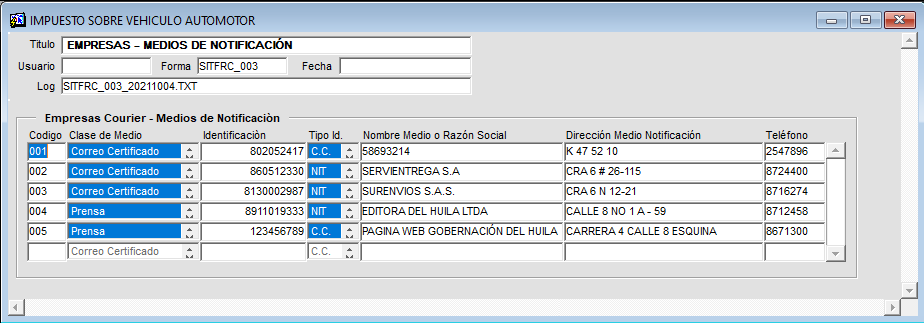 IMPUESTO SOBRE VEHICULO AUTOMOTOR
Titulo EMPRESAS – MEDIOS DE NOTIFICACIÓN
Usuario Forma SITFRC_003 Fecha
Log SITFRC_003_20211004.TXT
Empresas Courier - Medios de Notificaciòn
Codigo Clase de Medio Identificaciòn Tipo Id. Nombre Medio o Razón Social Dirección Medio Notificación Teléfono
001 Correo Certificado 802052417 C.C. 58693214 K 47 52 10 2547896
002 Correo Certificado 860512330 NIT SERVIENTREGA S.A CRA 6 # 26-115 8724400
003 Correo Certificado 8130002987 NIT SURENVIOS S.A.S. CRA 6 N 12-21 8716274
004 Prensa 8911019333 NIT EDITORA DEL HUILA LTDA CALLE 8 NO 1 A - 59 8712458
005 Prensa 123456789 C.C. PAGINA WEB GOBERNACIÓN DEL HUILA CARRERA 4 CALLE 8 ESQUINA 8671300
Correo Certificado C.C.